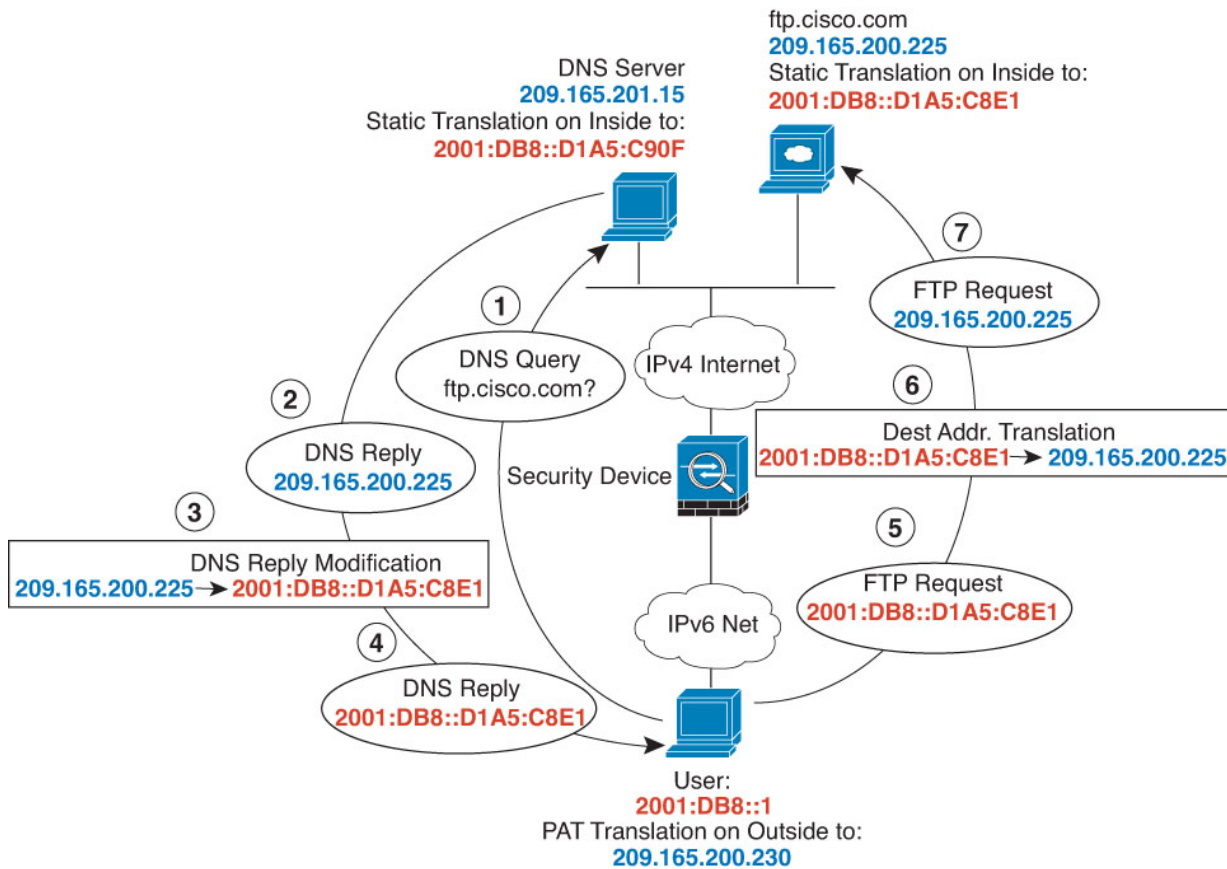 ftp.cisco.com
209.165.200.225
Static Translation on Inside to:
2001:DB8::D1A5:C8E1
DNS Server
209.165.201.15
Static Translation on Inside to:
2001:DB8::D1A5:C90F
7
FTP Request
209.165.200.225
1
DNS Query
ftp.cisco.com?
IPv4 Internet
6
Dest Addr. Translation
2001:DB8::D1A5:C8E1 → 209.165.200.225
2
DNS Reply
209.165.200.225
Security Device
3
DNS Reply Modification
209.165.200.225 → 2001:DB8::D1A5:C8E1
5
FTP Request
2001:DB8::D1A5:C8E1
IPv6 Net
4
DNS Reply
2001:DB8::D1A5:C8E1
User:
2001:DB8::1
PAT Translation on Outside to:
209.165.200.230